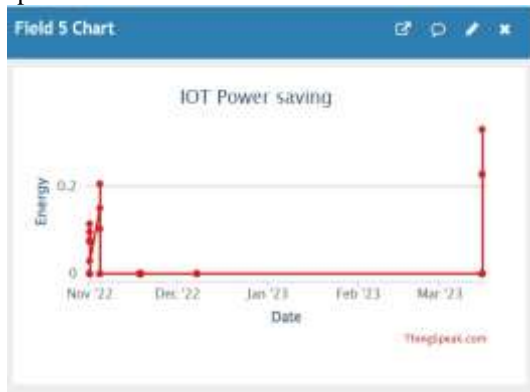 Field 5 Chart
IOT Power saving
Energy
0.2
0
Nov '22
Dec '22
Jan '23
Feb '23
Mar '23
Date
ThingSpeak.com